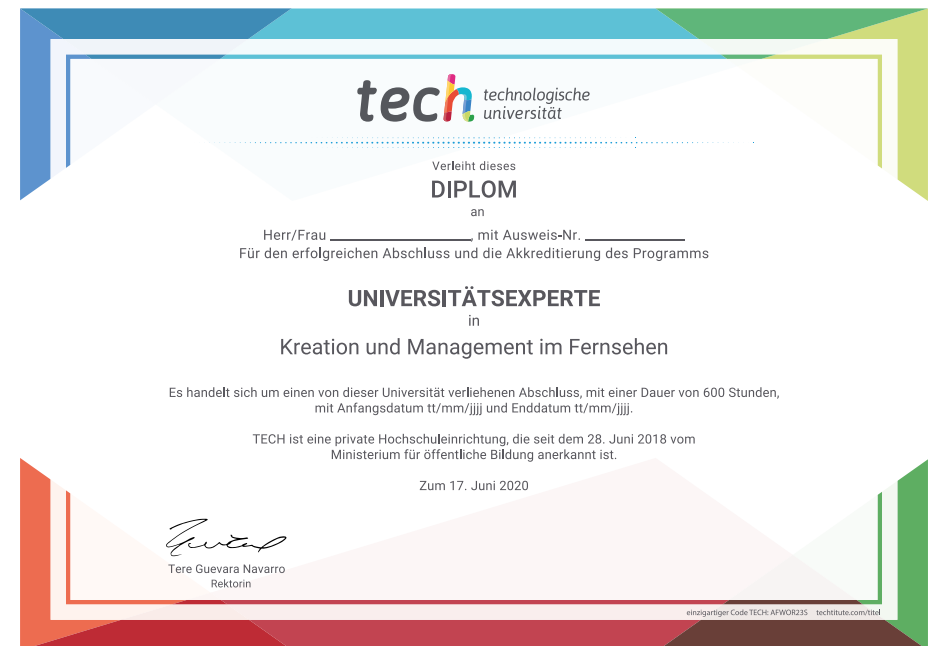 tech technologische
universität
Verleiht dieses
DIPLOM
an
Herr/Frau ____________, mit Ausweis-Nr. ____________
Für den erfolgreichen Abschluss und die Akkreditierung des Programms
UNIVERSITÄTSEXPERTE
in
Kreation und Management im Fernsehen
Es handelt sich um einen von dieser Universität verliehenen Abschluss, mit einer Dauer von 600 Stunden,
mit Anfangsdatum tt/mm/jjjj und Enddatum tt/mm/jjjj.
TECH ist eine private Hochschuleinrichtung, die seit dem 28. Juni 2018 vom
Ministerium für öffentliche Bildung anerkannt ist.
Zum 17. Juni 2020
Tere Guevara Navarro
Rektorin
einzigartiger Code TECH: AFWOR23S techtitute.com/titel